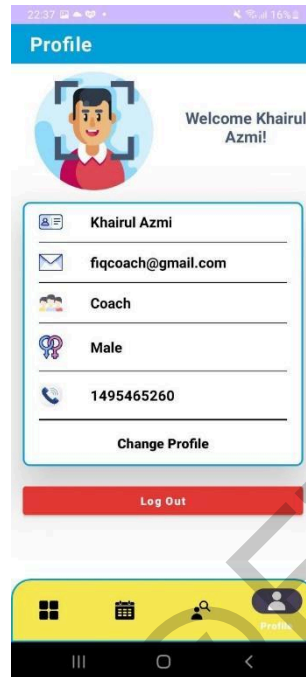 22:37
16%
Profile
Welcome Khairul
Azmi!
Khairul Azmi
fiqcoach@gmail.com
Coach
Male
1495465260
Change Profile
Log Out
Profile